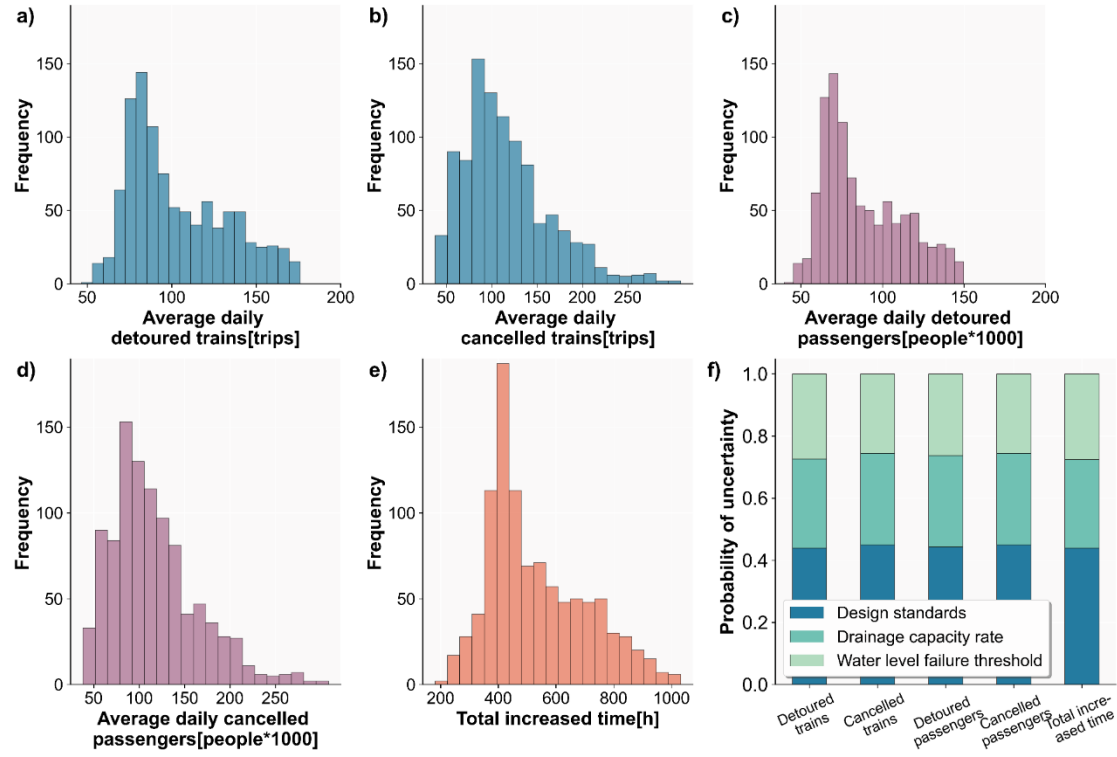 a)
Frequency
150
100
50
0
50
100
150
200
Average daily
detoured trains[trips]
b)
Frequency
150
100
50
0
50
100
150
200
250
Average daily
cancelled trains[trips]
c)
Frequency
150
100
50
0
50
100
150
200
Average daily detoured
passengers[people*1000]
d)
Frequency
150
100
50
0
50
100
150
200
250
Average daily cancelled
passengers[people*1000]
e)
Frequency
150
100
50
0
200
400
600
800
1000
Total increased time[h]
f)
Probability of uncertainty
1.0
0.8
0.6
0.4
0.2
0.0
Design standards
Drainage capacity rate
Water level failure threshold
Detoured
trains
Cancelled
trains
Detoured
passengers
Cancelled
passengers
Total incre-
ased time